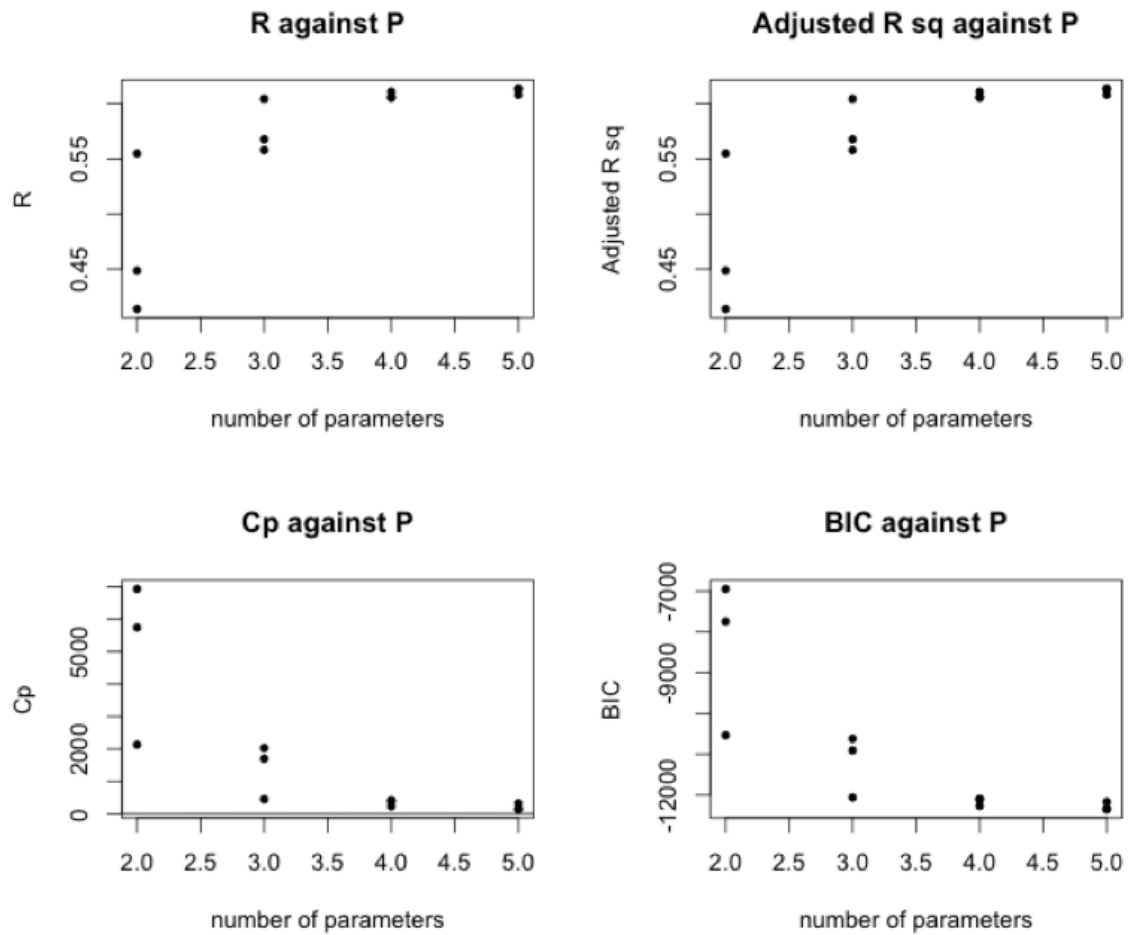 R against P
R
0.45 0.55
2.0 2.5 3.0 3.5 4.0 4.5 5.0
number of parameters
Adjusted R sq against P
Adjusted R sq
0.45 0.55
2.0 2.5 3.0 3.5 4.0 4.5 5.0
number of parameters
Cp against P
Cp
0 2000 5000
2.0 2.5 3.0 3.5 4.0 4.5 5.0
number of parameters
BIC against P
BIC
-12000 -9000 -7000
2.0 2.5 3.0 3.5 4.0 4.5 5.0
number of parameters